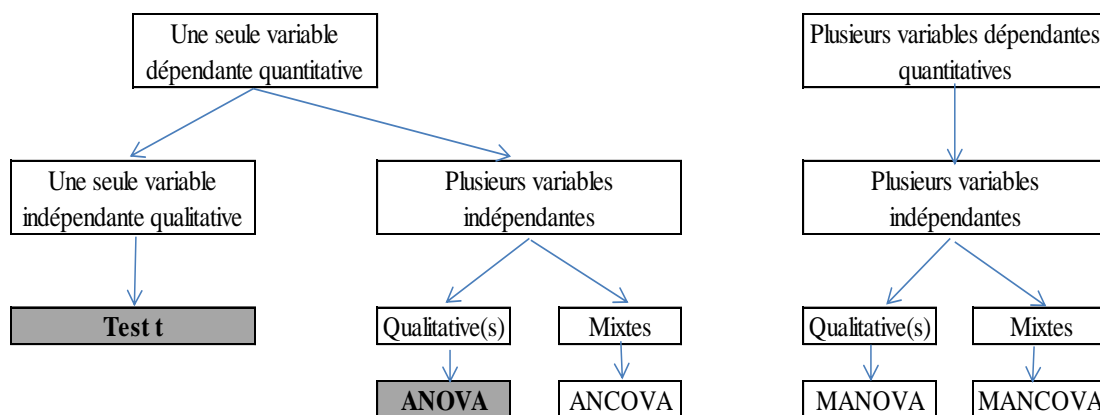 Une seule variable
dépendante quantitative
Plusieurs variables dépendantes
quantitatives
Une seule variable
indépendante qualitative
Plusieurs variables
indépendantes
Plusieurs variables
indépendantes
Test t
Qualitative(s)
Mixtes
Qualitative(s)
Mixtes
ANOVA
ANCOVA
MANOVA
MANCOVA